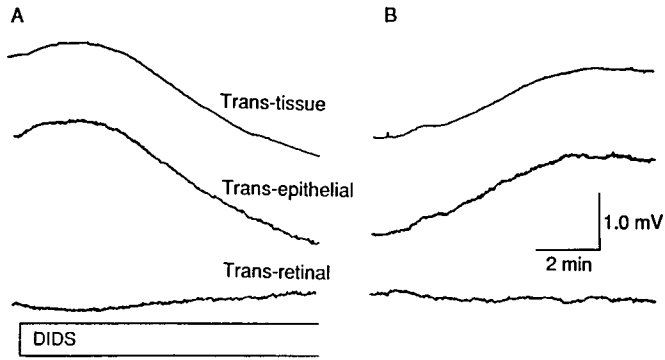 A
B
Trans-tissue
Trans-epithelial
1.0 mV
2 min
Trans-retinal
DIDS